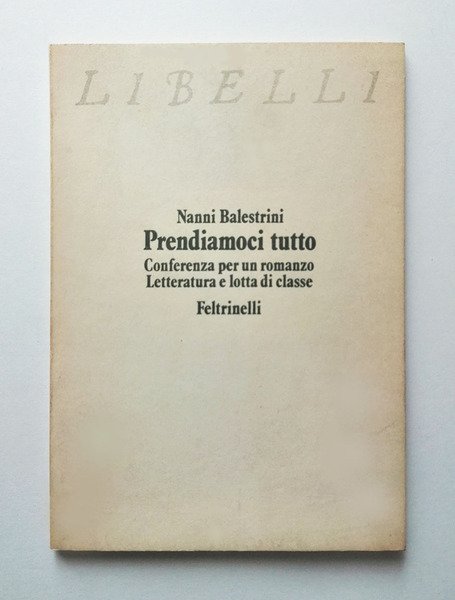 LIBELLI
Nanni Balestrini
Prendiamoci tutto
Conferenza per un romanzo
Letteratura e lotta di classe
Feltrinelli